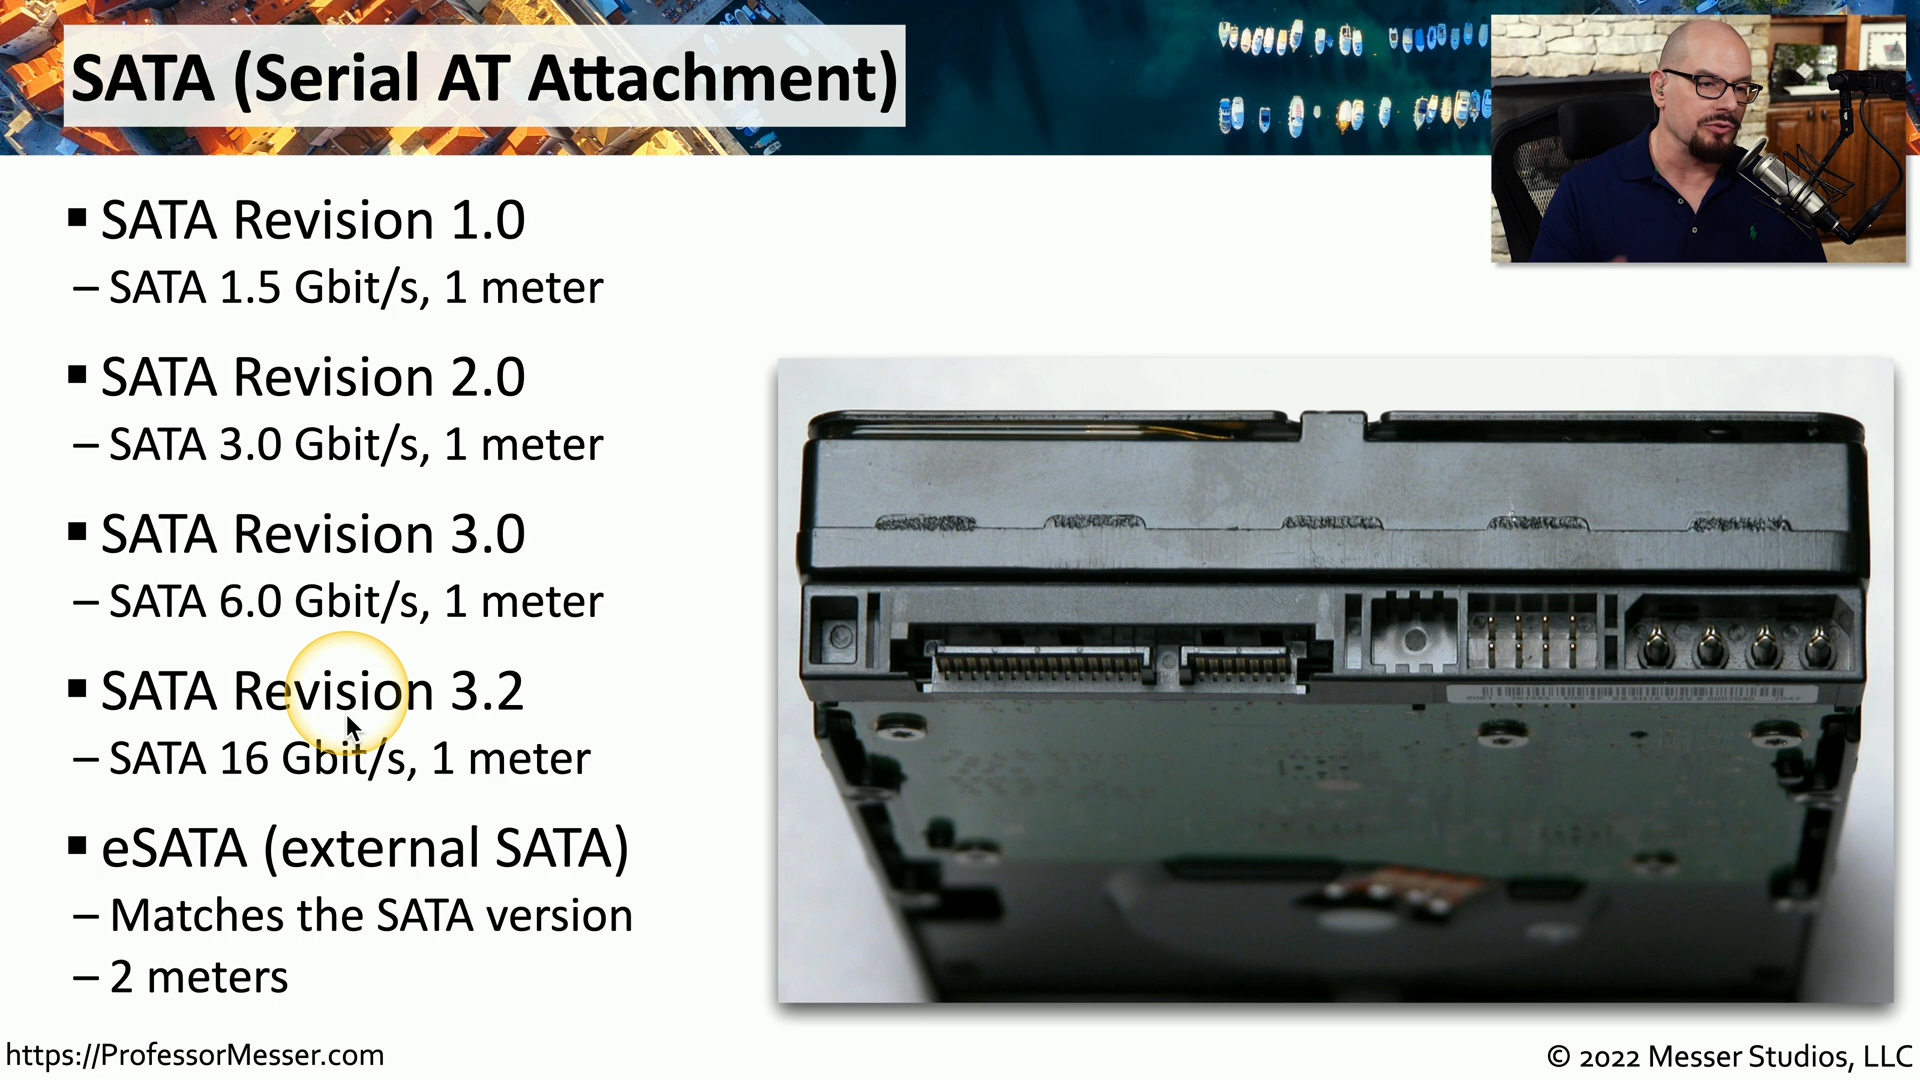 SATA (Serial AT Attachment)
▪ SATA Revision 1.0
– SATA 1.5 Gbit/s, 1 meter
▪ SATA Revision 2.0
– SATA 3.0 Gbit/s, 1 meter
▪ SATA Revision 3.0
– SATA 6.0 Gbit/s, 1 meter
▪ SATA Revision 3.2
– SATA 16 Gbit/s, 1 meter
▪ eSATA (external SATA)
– Matches the SATA version
– 2 meters
https://ProfessorMesser.com
© 2022 Messer Studios, LLC